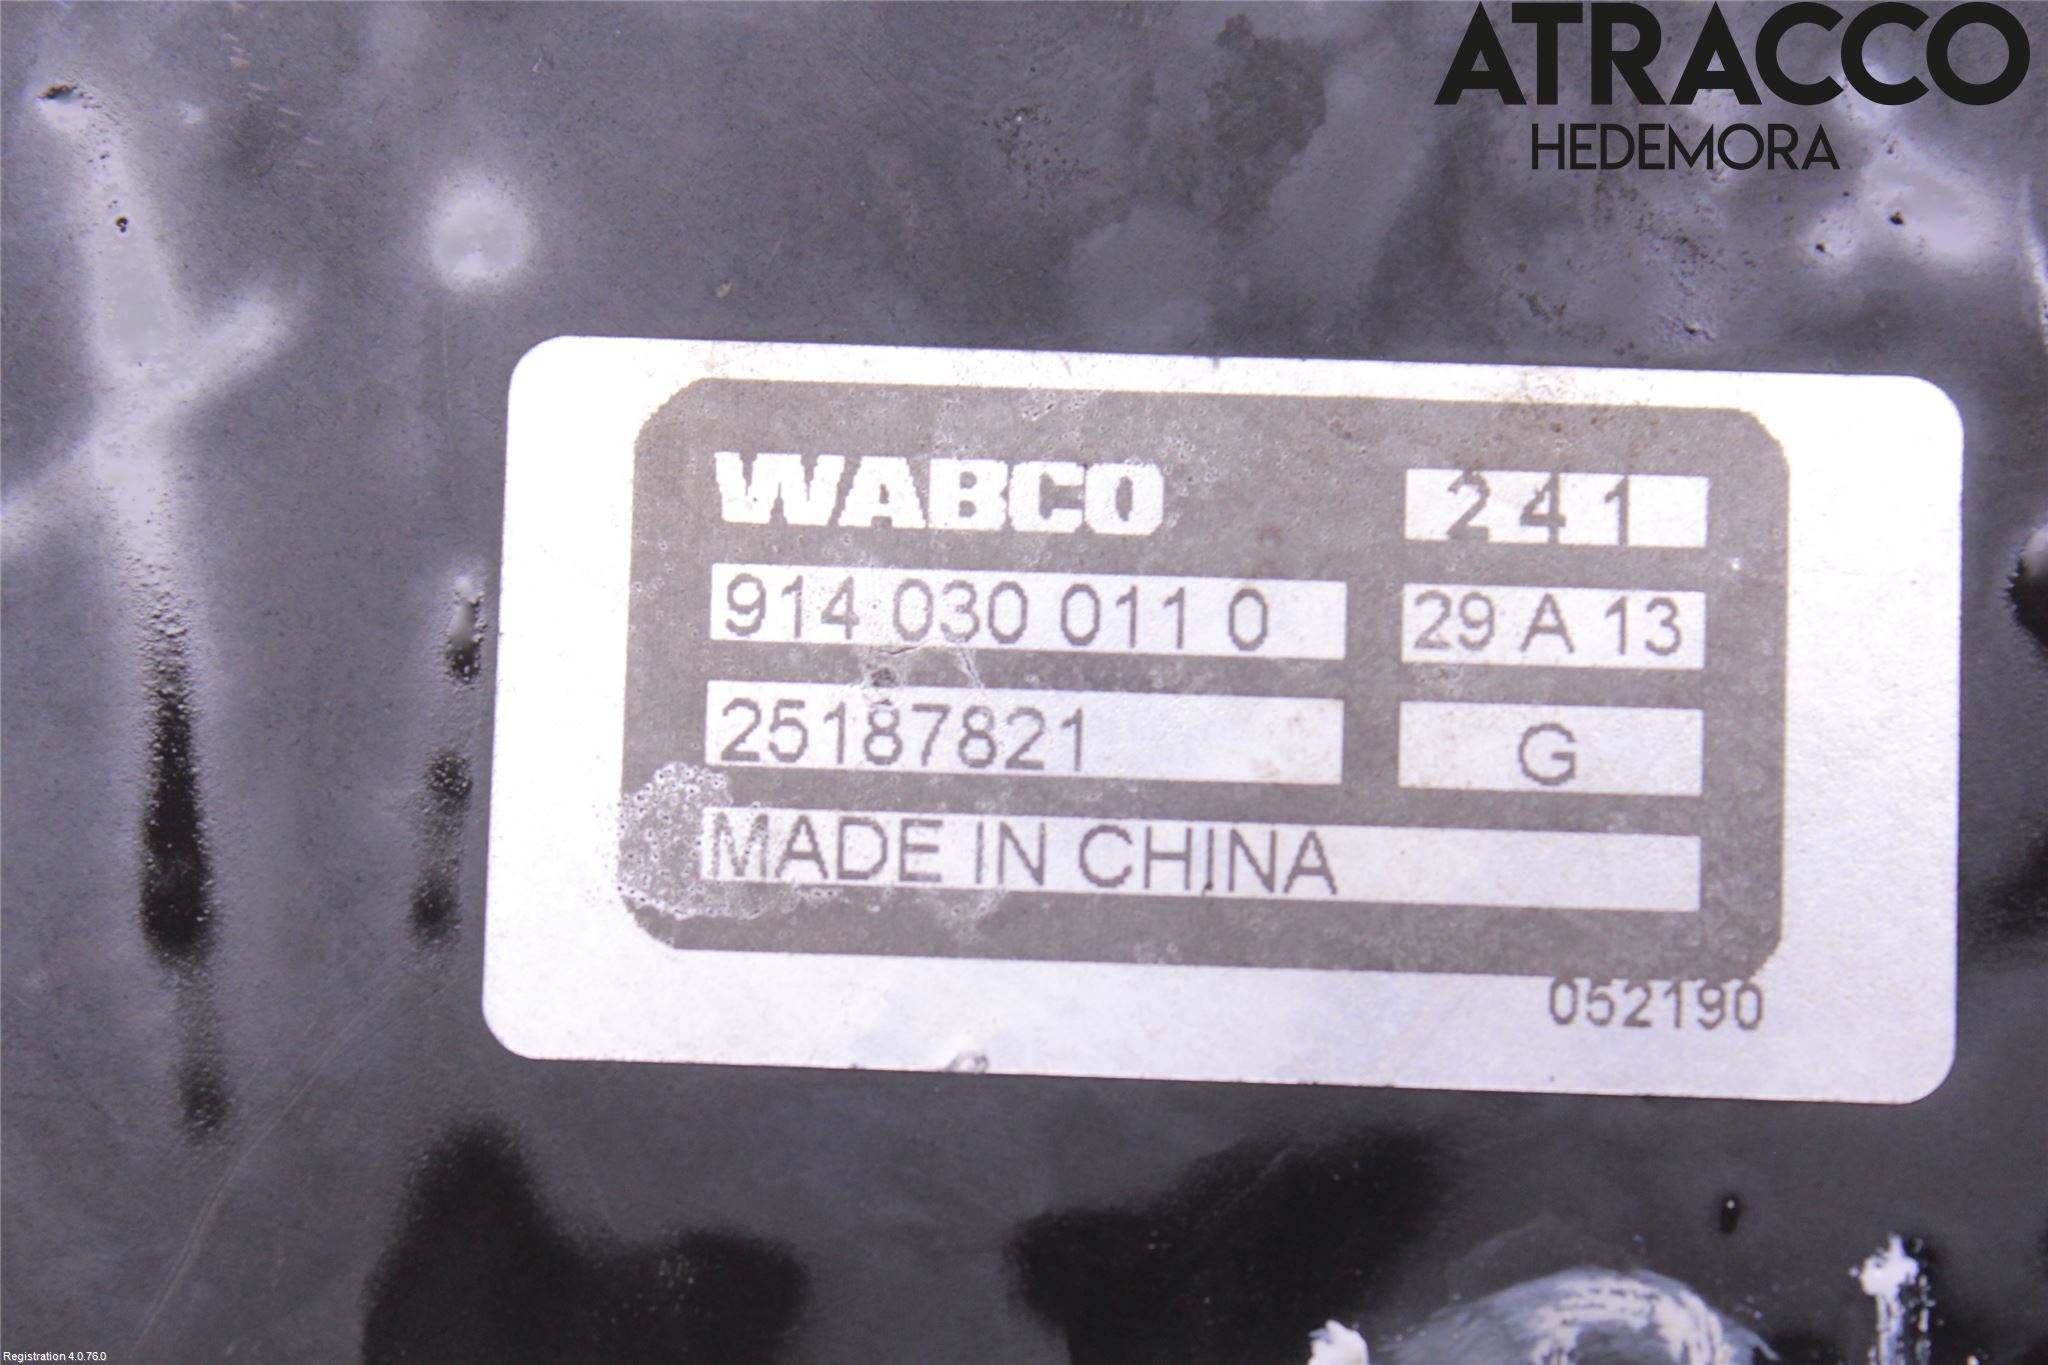 ATRACCO
HEDEMORA
WABCO 241
914 030 011 0 29 A 13
25187821 G
MADE IN CHINA
052190
Registration 4.0.76.0